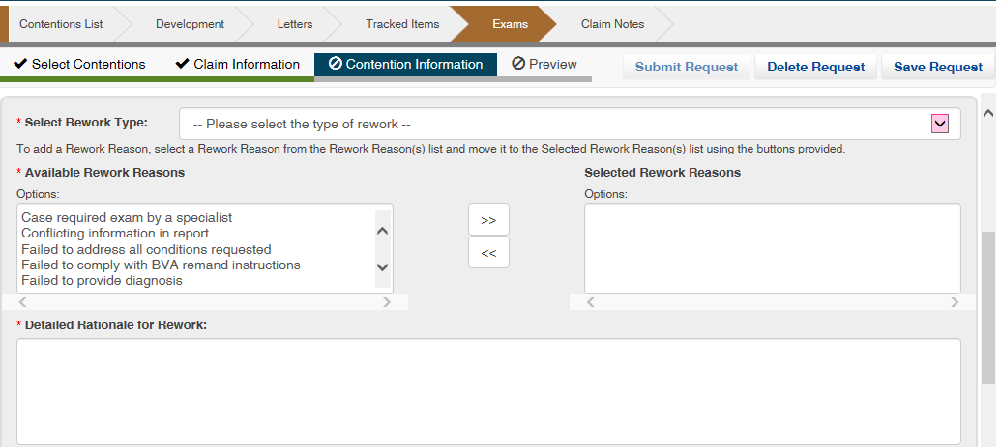 Contentions List Development Letters Tracked Items Exams Claim Notes
Select Contentions Claim Information Contention Information Preview Submit Request Delete Request Save Request
* Select Rework Type: -- Please select the type of rework --
To add a Rework Reason, select a Rework Reason from the Rework Reason(s) list and move it to the Selected Rework Reason(s) list using the buttons provided.
* Available Rework Reasons Selected Rework Reasons
Options: Options:
Case required exam by a specialist
>>
Conflicting information in report
Failed to address all conditions requested
<<
Failed to comply with BVA remand instructions
Failed to provide diagnosis
* Detailed Rationale for Rework: